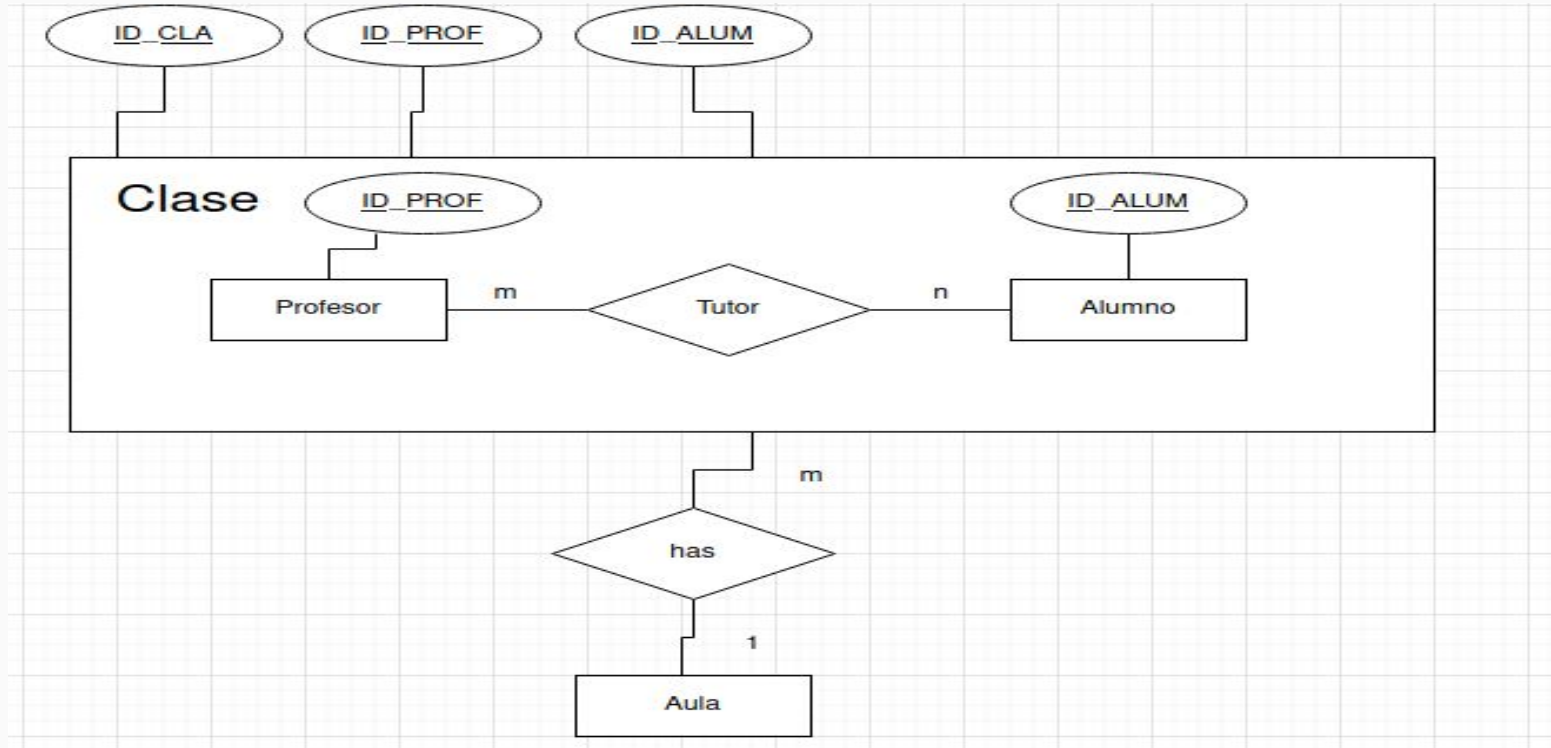 ID_CLA
ID_PROF
ID_ALUM
Clase
ID_PROF
ID_ALUM
Profesor
m
Tutor
n
Alumno
m
has
1
Aula